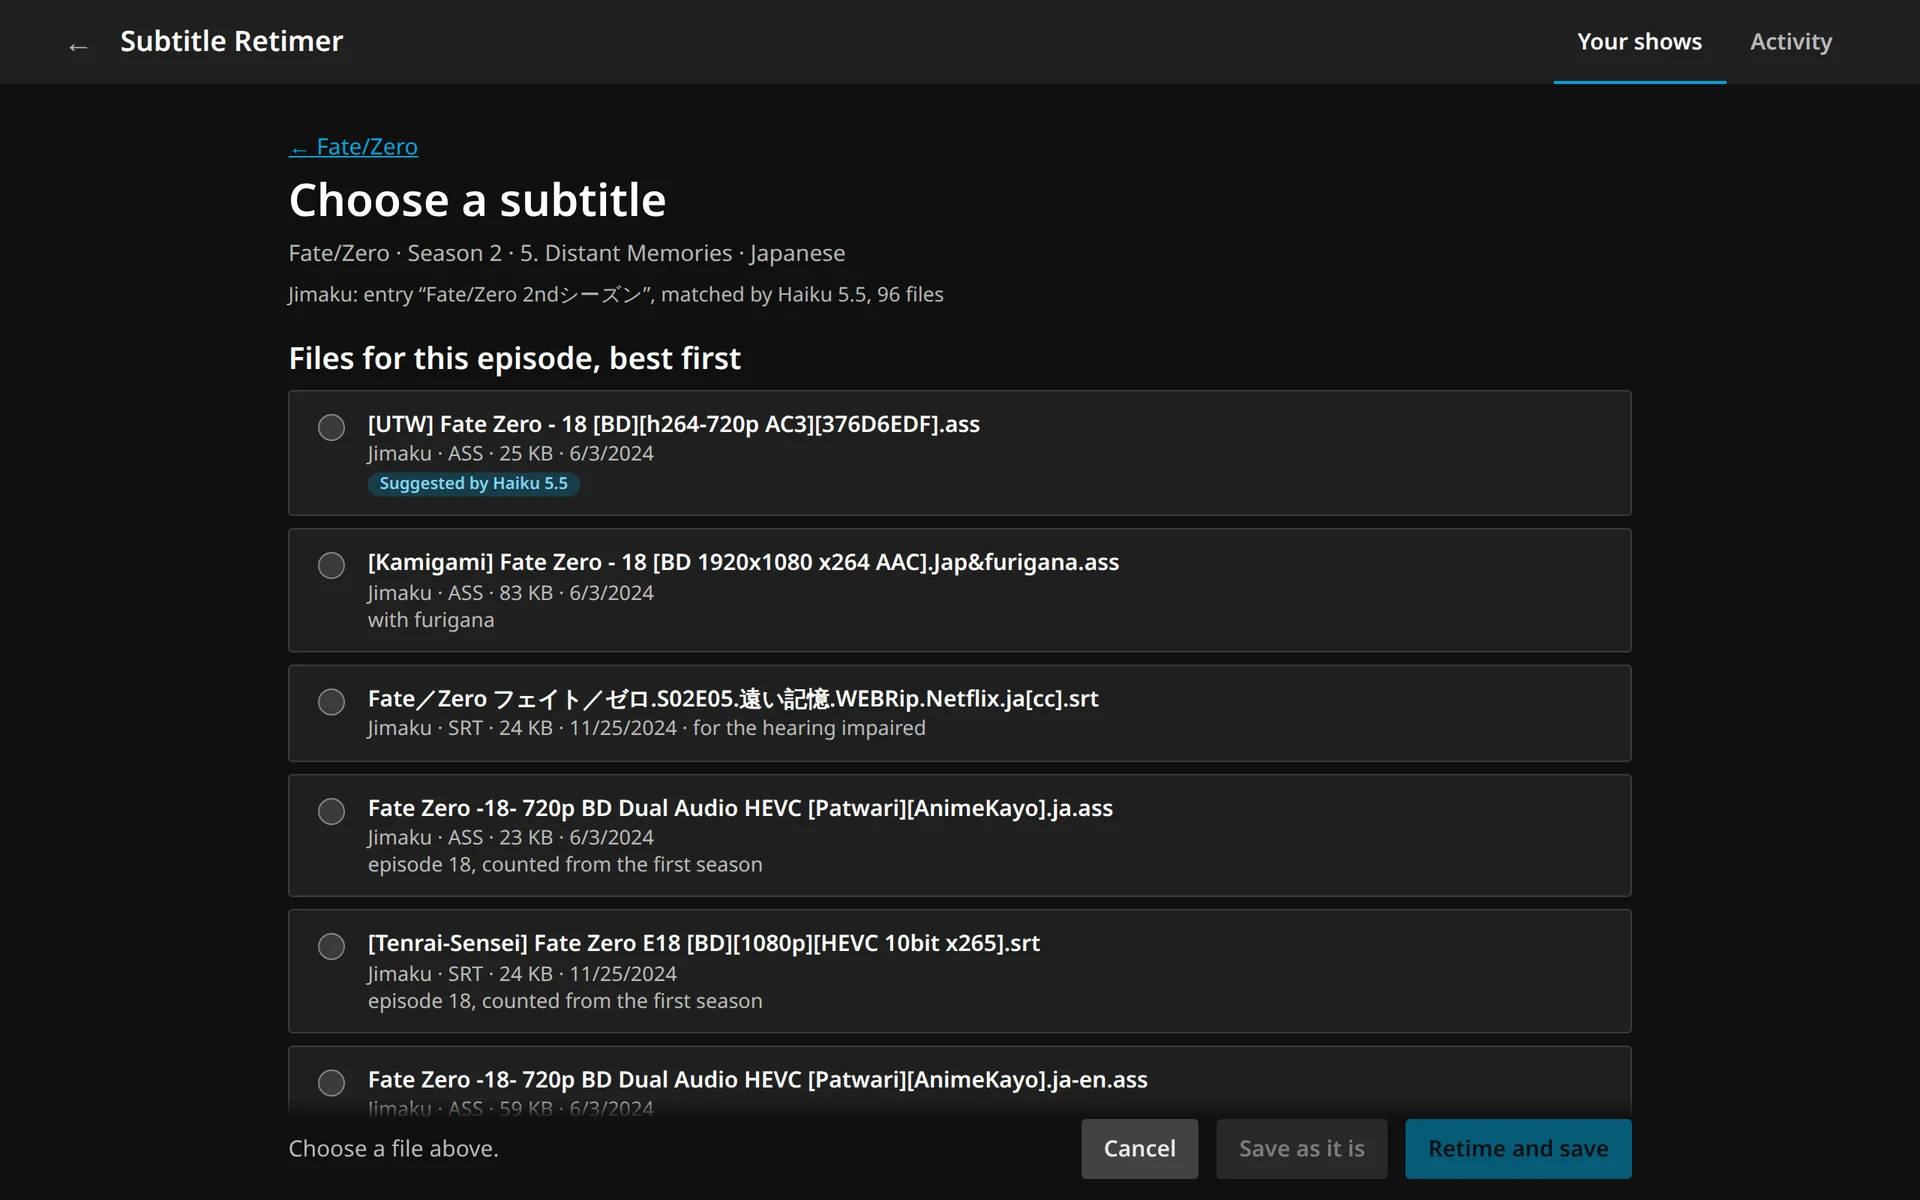 ← Subtitle Retimer
Your shows
Activity
← Fate/Zero
Choose a subtitle
Fate/Zero · Season 2 · 5. Distant Memories · Japanese
Jimaku: entry “Fate/Zero 2ndシーズン”, matched by Haiku 5.5, 96 files
Files for this episode, best first
[UTW] Fate Zero - 18 [BD][h264-720p AC3][376D6EDF].ass
Jimaku · ASS · 25 KB · 6/3/2024
Suggested by Haiku 5.5
[Kamigami] Fate Zero - 18 [BD 1920x1080 x264 AAC].Jap&furigana.ass
Jimaku · ASS · 83 KB · 6/3/2024
with furigana
Fate／Zero フェイト／ゼロ.S02E05.遠い記憶.WEBRip.Netflix.ja[cc].srt
Jimaku · SRT · 24 KB · 11/25/2024 · for the hearing impaired
Fate Zero -18- 720p BD Dual Audio HEVC [Patwari][AnimeKayo].ja.ass
Jimaku · ASS · 23 KB · 6/3/2024
episode 18, counted from the first season
[Tenrai-Sensei] Fate Zero E18 [BD][1080p][HEVC 10bit x265].srt
Jimaku · SRT · 24 KB · 11/25/2024
episode 18, counted from the first season
Fate Zero -18- 720p BD Dual Audio HEVC [Patwari][AnimeKayo].ja-en.ass
Jimaku · ASS · 59 KB · 6/3/2024
Choose a file above.
Cancel
Save as it is
Retime and save